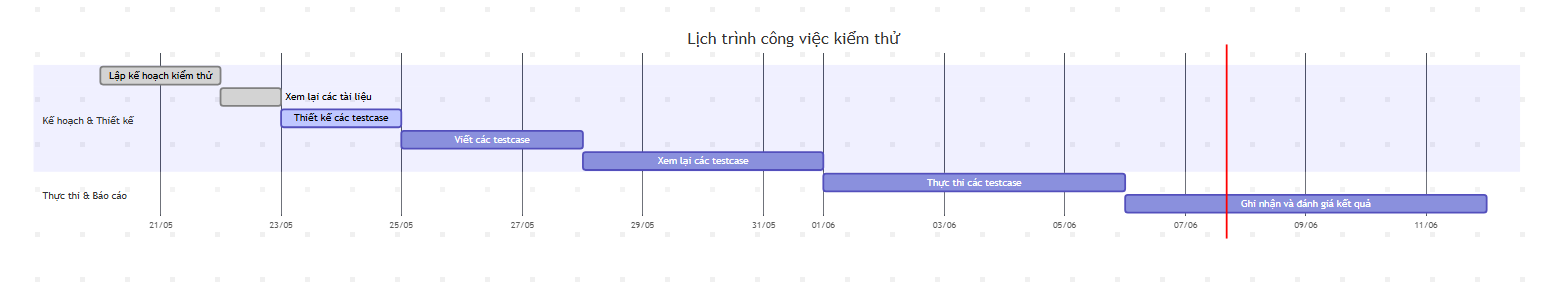 Lịch trình công việc kiểm thử
Lập kế hoạch kiểm thử
Xem lại các tài liệu
Thiết kế các testcase
Kế hoạch & Thiết kế
Viết các testcase
Xem lại các testcase
Thực thi các testcase
Thực thi & Báo cáo
Ghi nhận và đánh giá kết quả
21/05 23/05 25/05 27/05 29/05 31/05 01/06 03/06 05/06 07/06 09/06 11/06